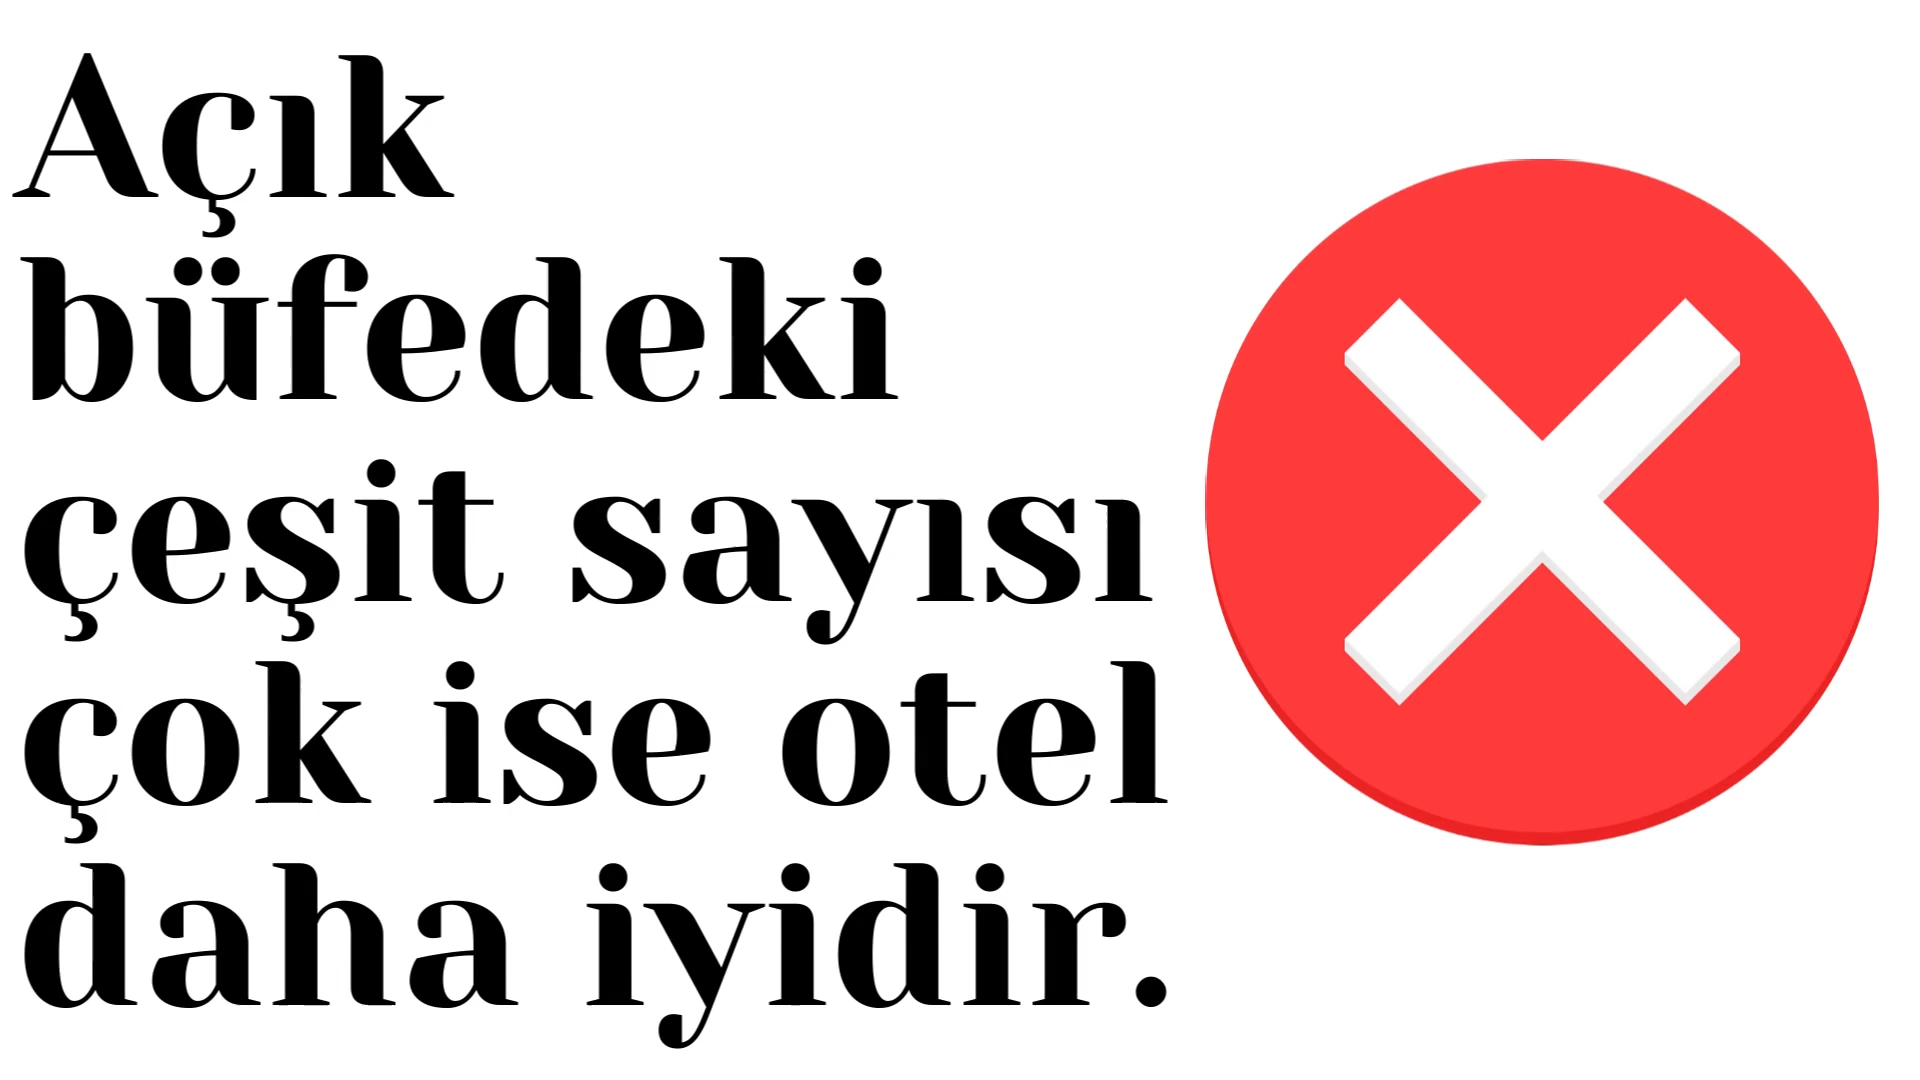 Açık
büfedeki
çeşit sayısı
çok ise otel
daha iyidir.